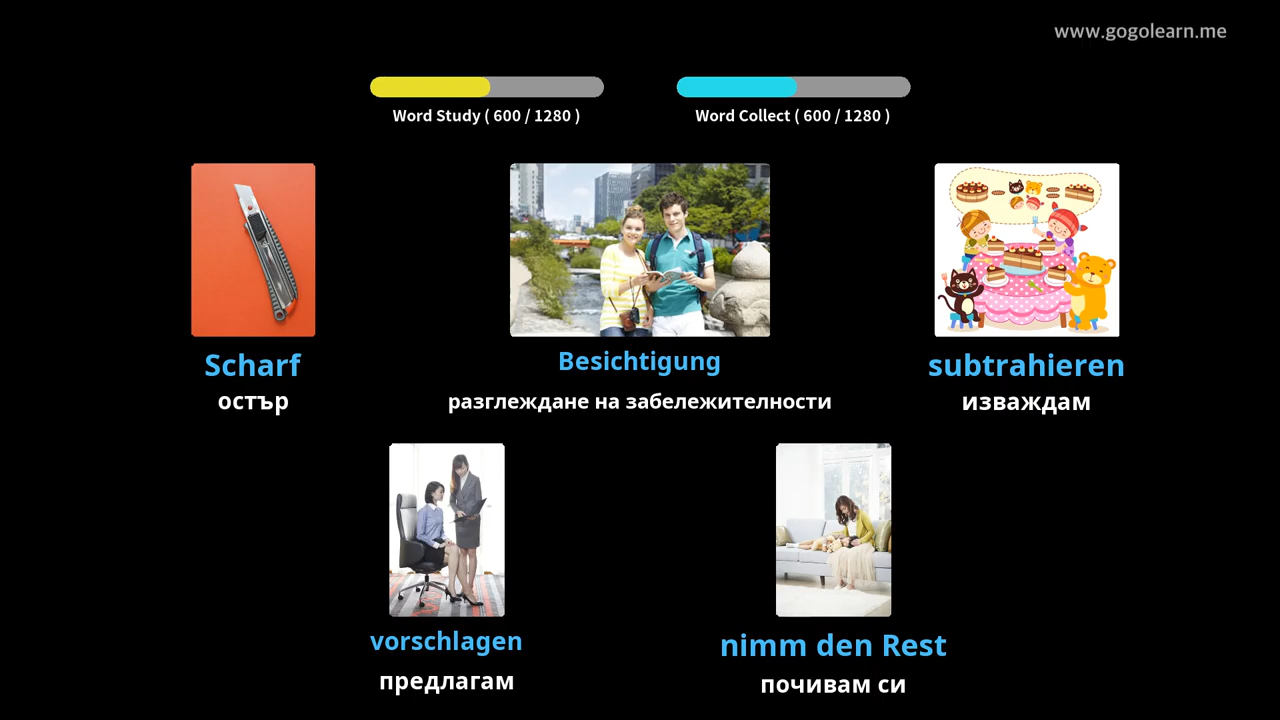 www.gogolearn.me
Word Study ( 600 / 1280 )
Word Collect ( 600 / 1280 )
Scharf
остър
Besichtigung
разглеждане на забележителности
subtrahieren
изваждам
vorschlagen
предлагам
nimm den Rest
почивам си